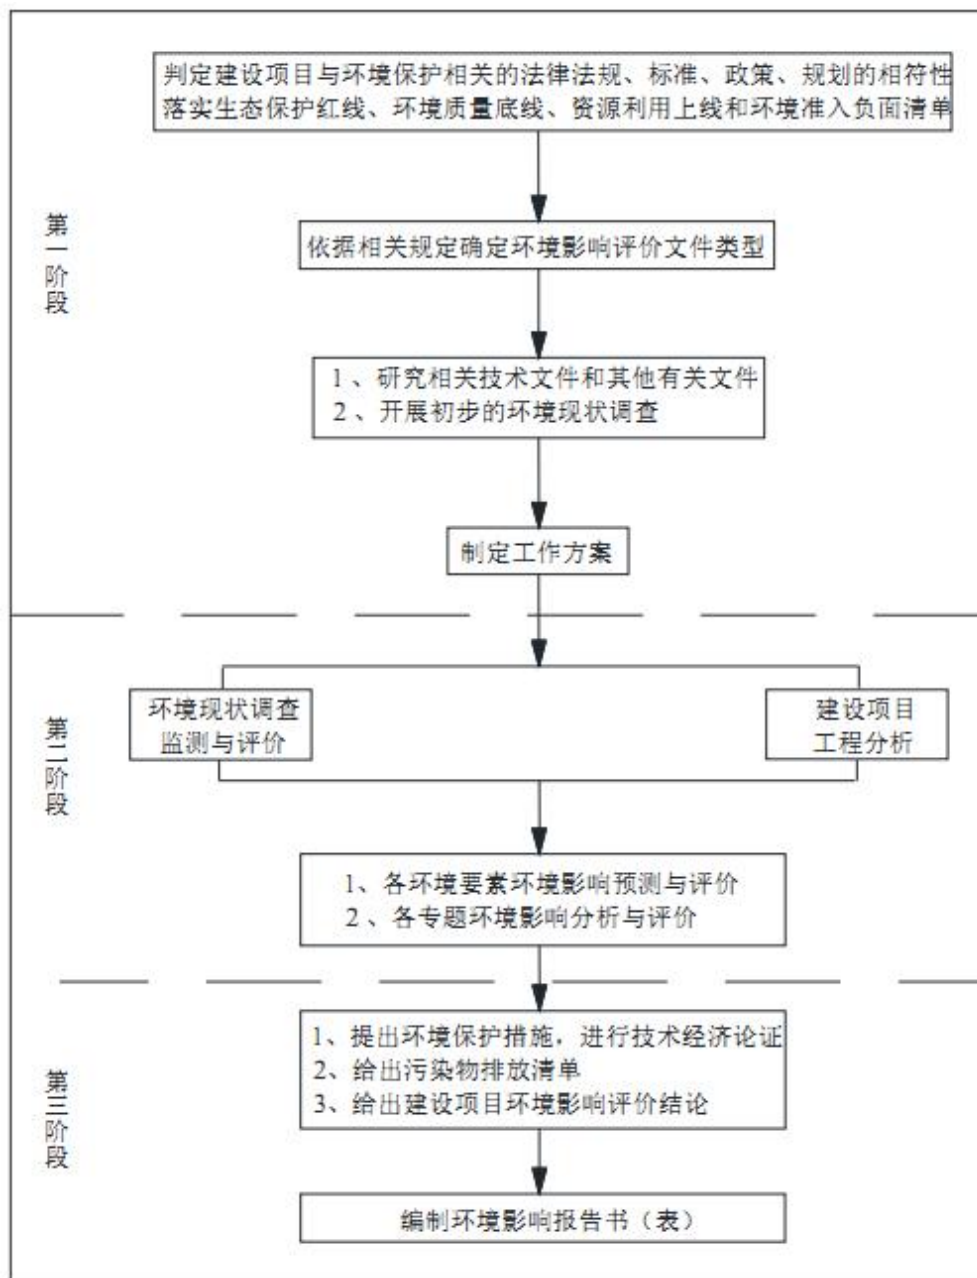 判定建设项目与环境保护相关的法律法规、标准、政策、规划的相符性
落实生态保护红线、环境质量底线、资源利用上线和环境准入负面清单
第一阶段
依据相关规定确定环境影响评价文件类型
1、研究相关技术文件和其他有关文件
2、开展初步的环境现状调查
制定工作方案
第二阶段
环境现状调查
监测与评价
建设项目
工程分析
1、各环境要素环境影响预测与评价
2、各专题环境影响分析与评价
第三阶段
1、提出环境保护措施，进行技术经济论证
2、给出污染物排放清单
3、给出建设项目环境影响评价结论
编制环境影响报告书（表）